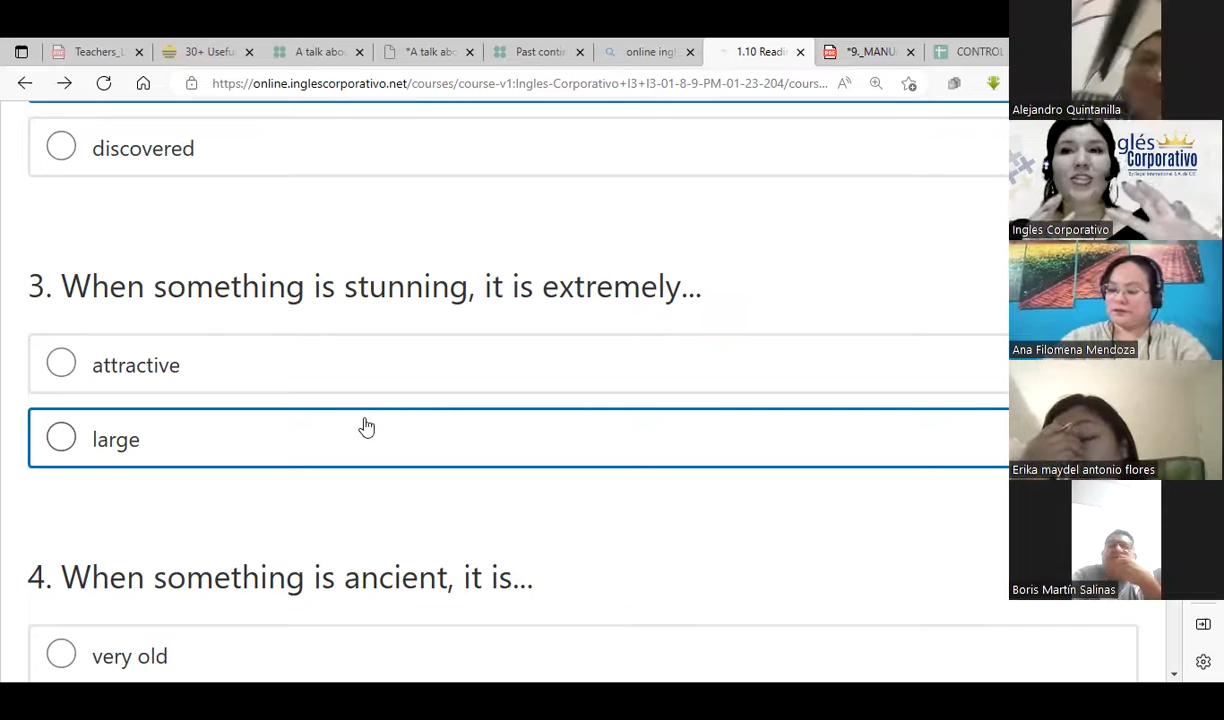 Teachers_L
30+ Usefu
A talk abo
*A talk abo
Past conti
online ingl
1.10 Readi
*9._MANU
CONTROL
https://online.inglescorporativo.net/courses/course-v1:Ingles-Corporativo+I3+I3-01-8-9-PM-01-23-204/cours...
discovered
3. When something is stunning, it is extremely...
attractive
large
4. When something is ancient, it is...
very old
Alejandro Quintanilla
glés
Corporativo
Ingles Corporativo
Ana Filomena Mendoza
Erika maydel antonio flores
Boris Martín Salinas